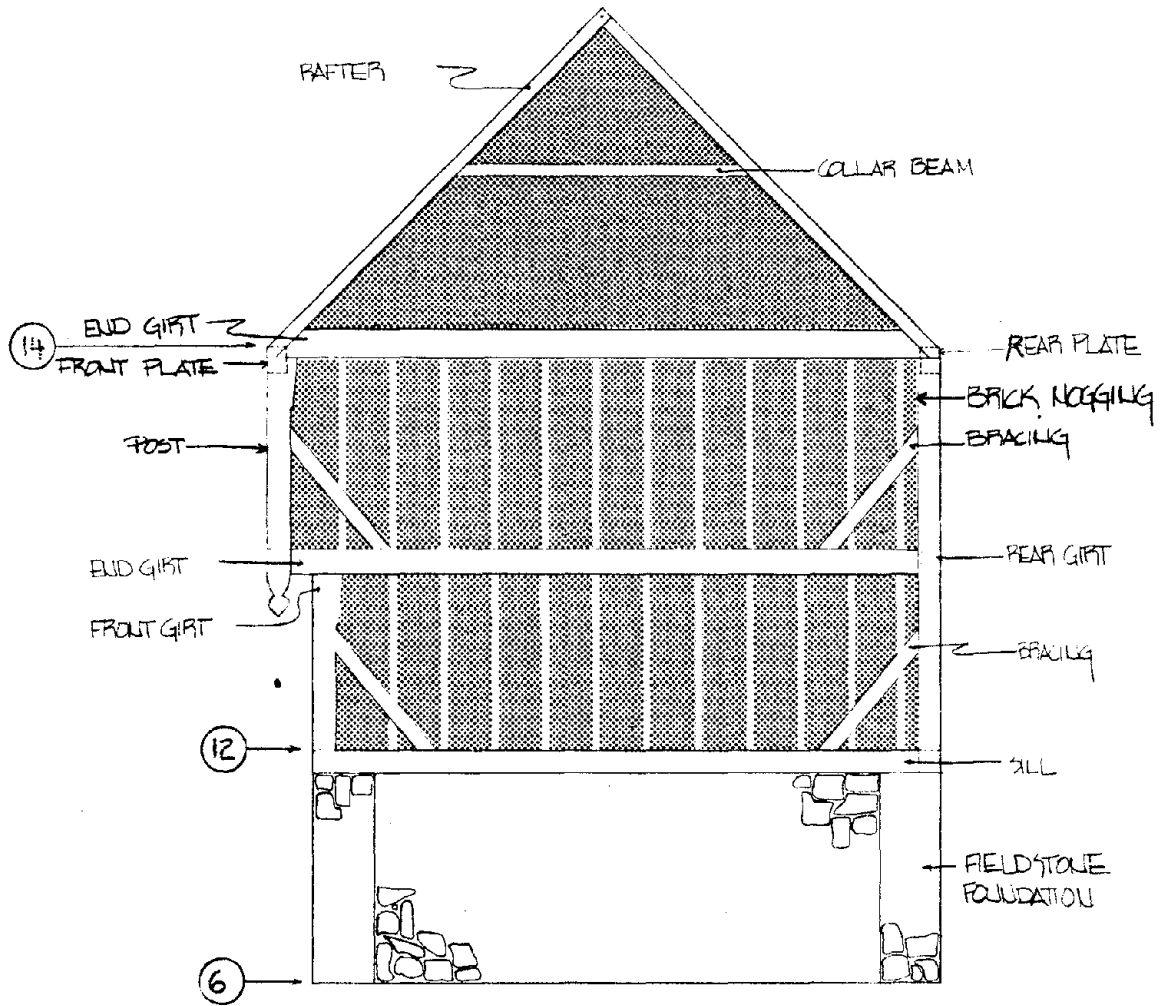 RAFTER
COLLAR BEAM
END GIRT
14
FRONT PLATE
REAR PLATE
BRICK NOGGING
POST
BRACING
END GIRT
REAR GIRT
FRONT GIRT
BRACING
12
SILL
FIELDSTONE
FOUNDATION
6